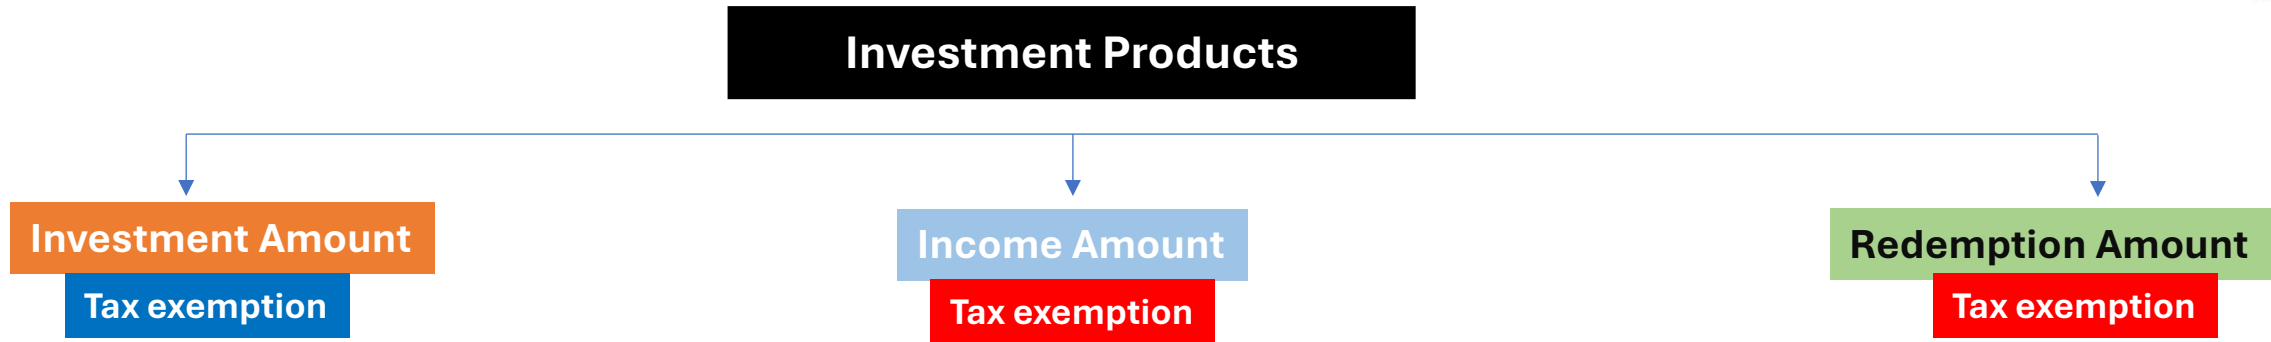 Investment Products
Investment Amount
Tax exemption
Income Amount
Tax exemption
Redemption Amount
Tax exemption